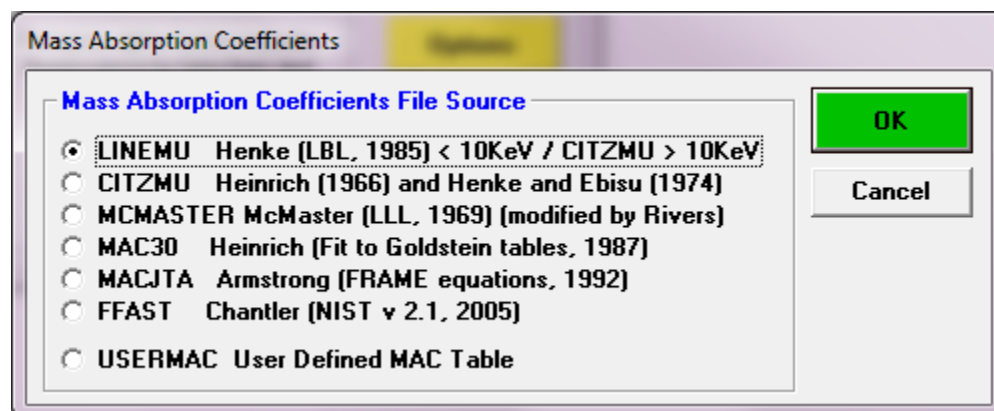 Mass Absorption Coefficients
Options
Mass Absorption Coefficients File Source
LINEMU Henke (LBL, 1985) < 10KeV / CITZMU > 10KeV
CITZMU Heinrich (1966) and Henke and Ebisu (1974)
MCMASTER McMaster (LLL, 1969) (modified by Rivers)
MAC30 Heinrich (Fit to Goldstein tables, 1987)
MACJTA Armstrong (FRAME equations, 1992)
FFAST Chantler (NIST v 2.1, 2005)
USERMAC User Defined MAC Table
OK
Cancel